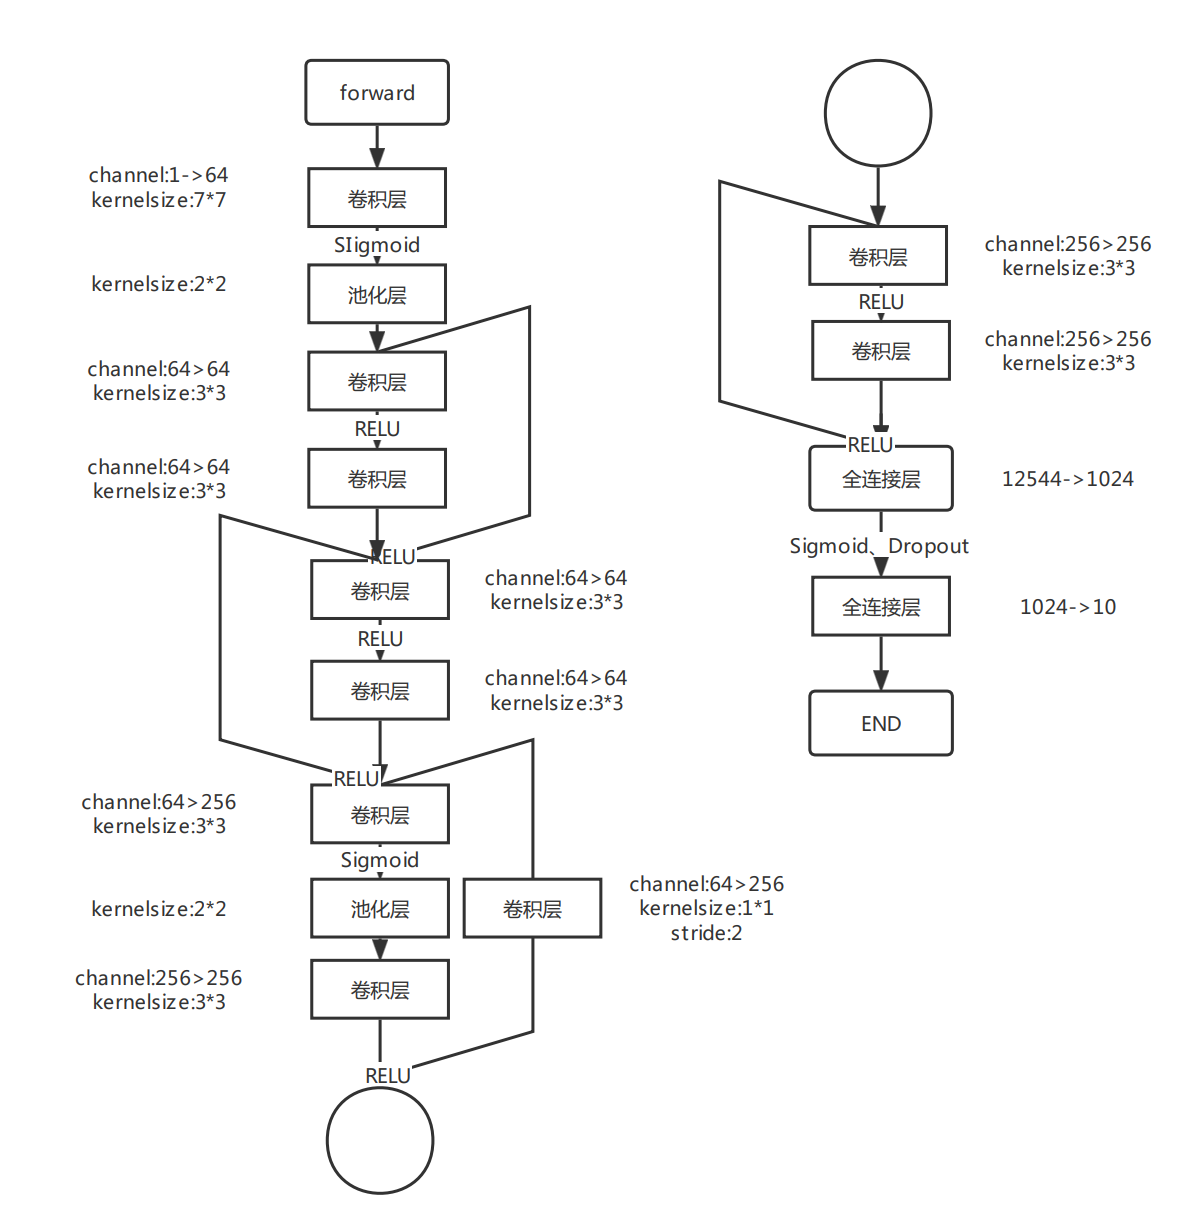 forward
channel:1->64
kernelsize:7*7
卷积层
SIigmoid
kernelsize:2*2
池化层
channel:64>64
kernelsize:3*3
卷积层
RELU
channel:64>64
kernelsize:3*3
卷积层
RELU
卷积层
channel:64>64
kernelsize:3*3
RELU
卷积层
channel:64>64
kernelsize:3*3
RELU
channel:64>256
kernelsize:3*3
卷积层
Sigmoid
kernelsize:2*2
池化层
卷积层
channel:64>256
kernelsize:1*1
stride:2
channel:256>256
kernelsize:3*3
卷积层
RELU
卷积层
channel:256>256
kernelsize:3*3
RELU
卷积层
channel:256>256
kernelsize:3*3
RELU
全连接层
12544->1024
Sigmoid、Dropout
全连接层
1024->10
END